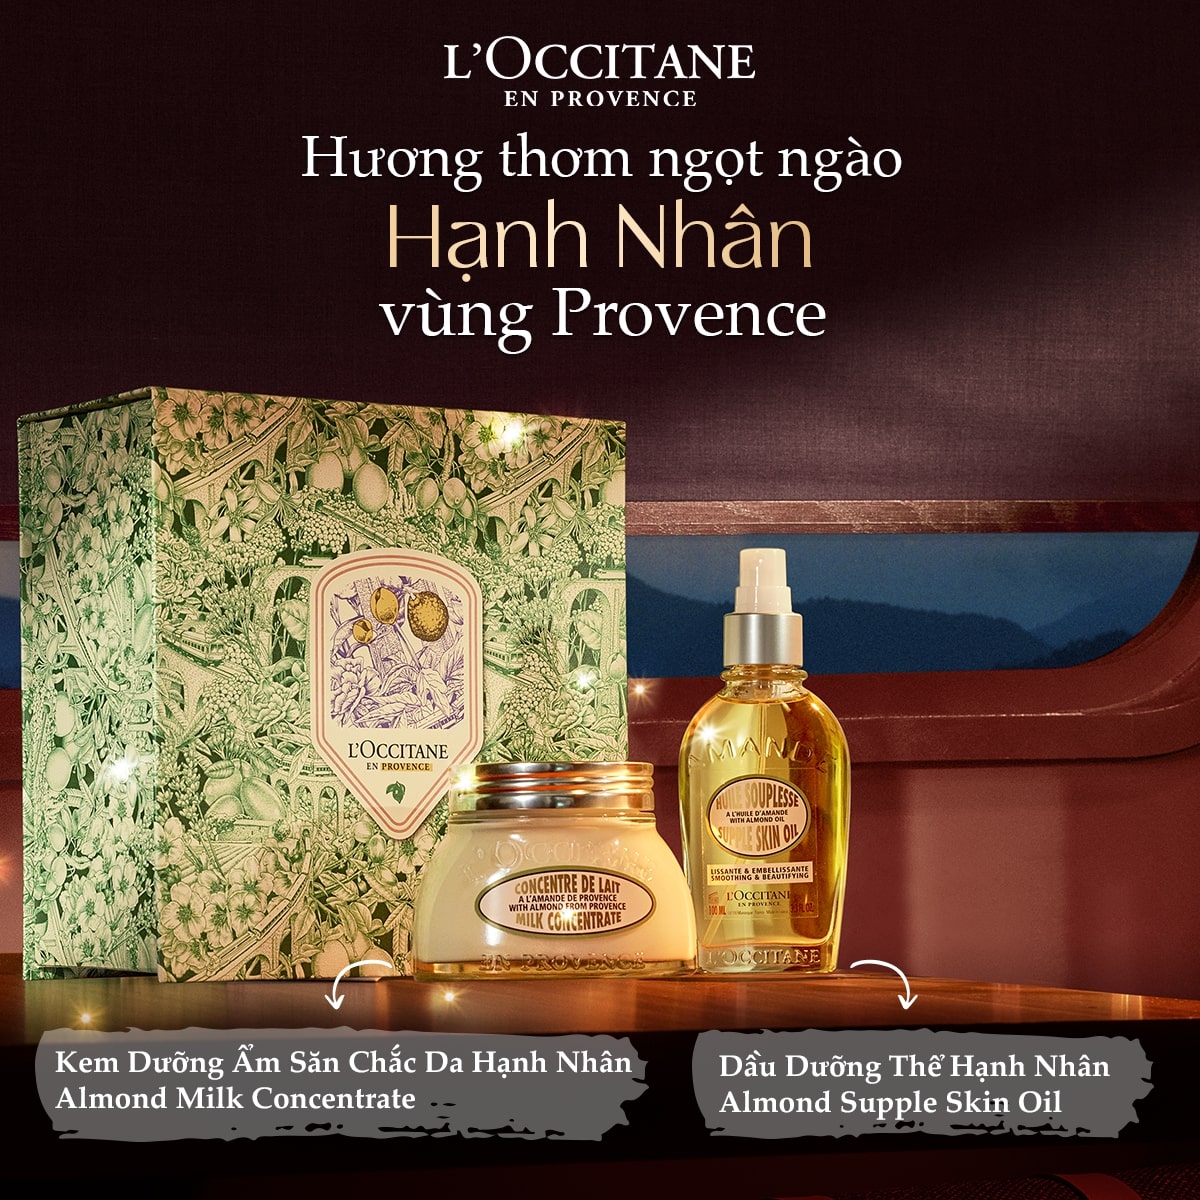 L'OCCITANE
EN PROVENCE
Hương thơm ngọt ngào
Hạnh Nhân
vùng Provence
L'OCCITANE
EN PROVENCE
CONCENTRE DE LAIT
A L'AMANDE DE PROVENCE
WITH ALMOND FROM PROVENCE
MILK CONCENTRATE
EN PROVENCE
AMANDE
HUILE SOUPLESSE
A L'HUILE D'AMANDE
WITH ALMOND OIL
SUPPLE SKIN OIL
LISSANTE & EMBELLISSANTE
SMOOTHING & BEAUTIFYING
L'OCCITANE
EN PROVENCE
100 ML
L'OCCITANE
Kem Dưỡng Ẩm Săn Chắc Da Hạnh Nhân
Almond Milk Concentrate
Dầu Dưỡng Thể Hạnh Nhân
Almond Supple Skin Oil